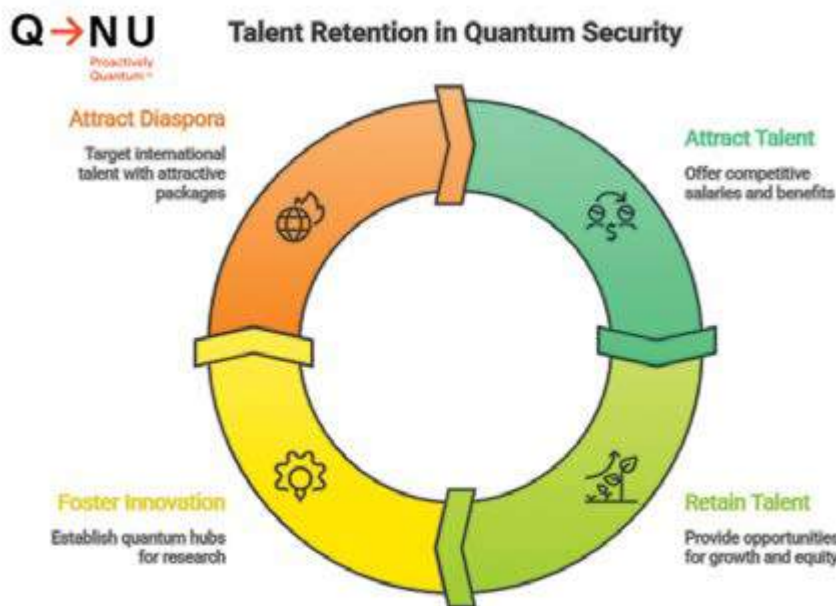 Q→NU
Proactively
Quantum™
Talent Retention in Quantum Security
Attract Diaspora
Target international
talent with attractive
packages
Attract Talent
Offer competitive
salaries and benefits
$
Foster Innovation
Establish quantum hubs
for research
Retain Talent
Provide opportunities
for growth and equity